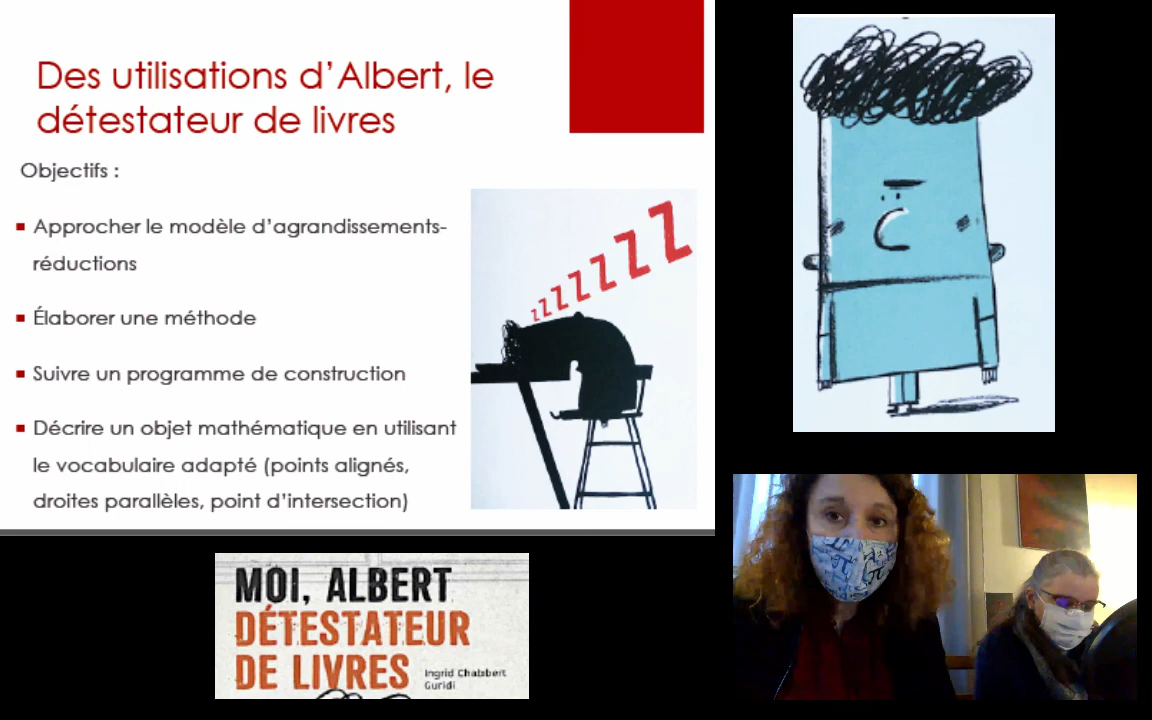 Des utilisations d'Albert, le
détestateur de livres
Objectifs :
Approcher le modèle d'agrandissements-
réductions
Élaborer une méthode
Suivre un programme de construction
Décrire un objet mathématique en utilisant
le vocabulaire adapté (points alignés,
droites parallèles, point d'intersection)
zzzzzzZZ
MOI, ALBERT
DÉTESTATEUR
DE LIVRES
Ingrid Chabbert
Guridi